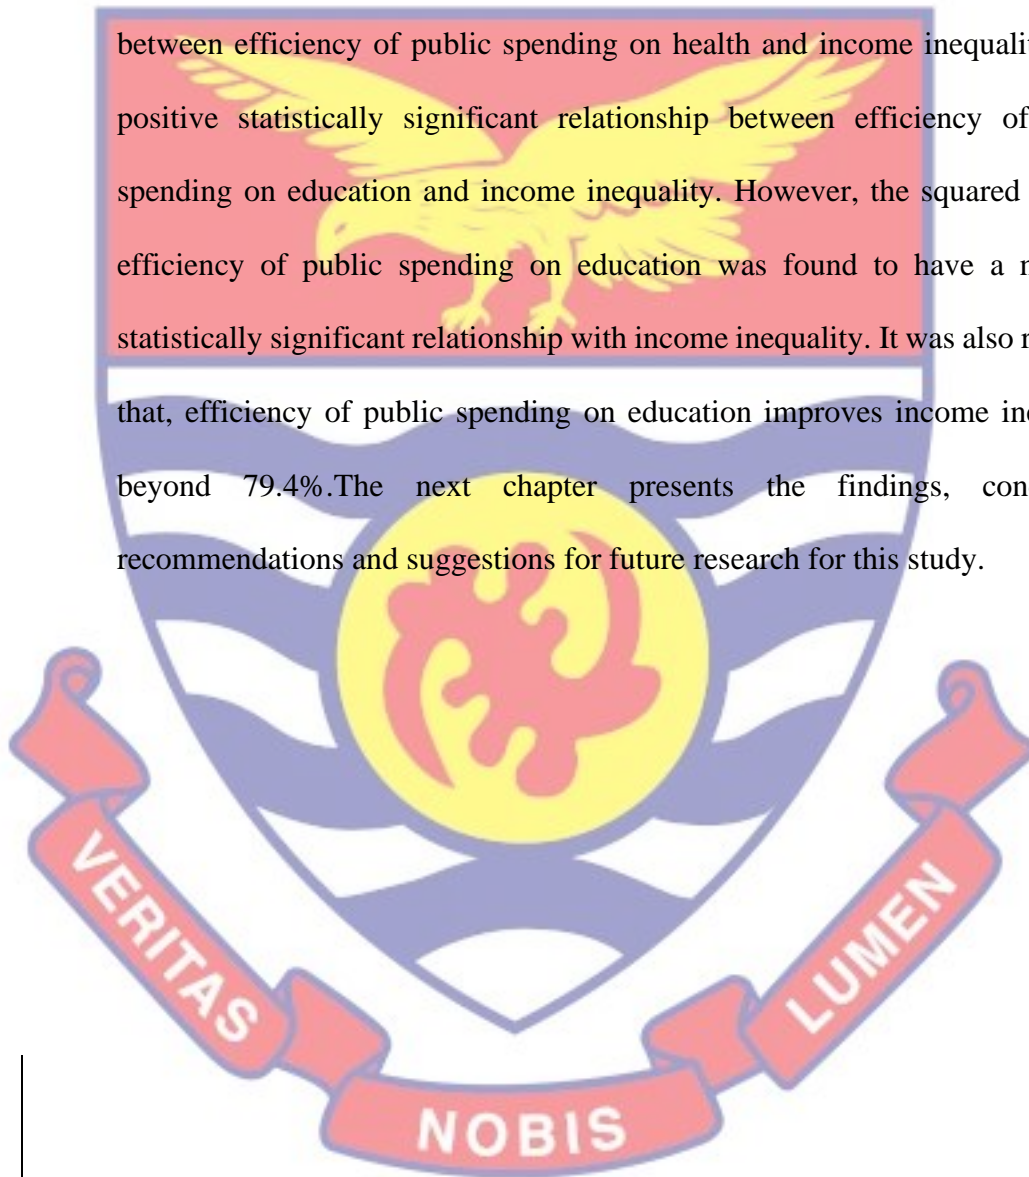 between efficiency of public spending on health and income
positive statistically significant relationship between efficiency of
spending on education and income inequality. However, the squared
efficiency of public spending on education was found to have a
statistically significant relationship with income inequality. It was also
that, efficiency of public spending on education improves income
beyond 79.4%.The next chapter presents the findings,
recommendations and suggestions for future research for this study.
VERITAS
NOBIS
LUMEN